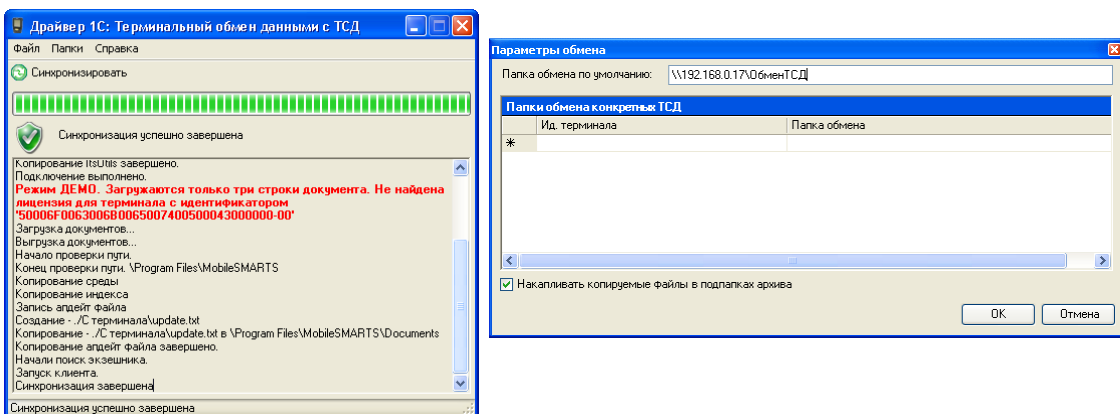 Драйвер 1С: Терминальный обмен данными с ТСД
Файл Папки Справка
Синхронизировать
Синхронизация успешно завершена
Копирование ItsUtils завершено.
Подключение выполнено.
Режим ДЕМО. Загружаются только три строки документа. Не найдена
лицензия для терминала с идентификатором
'50006F0063006B0065007400500043000000-00'
Загрузка документов...
Выгрузка документов...
Начало проверки пути.
Конец проверки пути. \Program Files\MobileSMARTS
Копирование среды
Копирование индекса
Запись апдейт файла
Создание - ./С терминала\update.txt
Копирование - ./С терминала\update.txt в \Program Files\MobileSMARTS\Documents
Копирование апдейт файла завершено.
Начали поиск экзешника.
Запуск клиента.
Синхронизация завершена
Синхронизация успешно завершена
Параметры обмена
Папка обмена по умолчанию: \\192.168.0.17\ОбменТСД
Папки обмена конкретных ТСД
Ид. терминала Папка обмена
Накапливать копируемые файлы в подпапках архива
OK Отмена